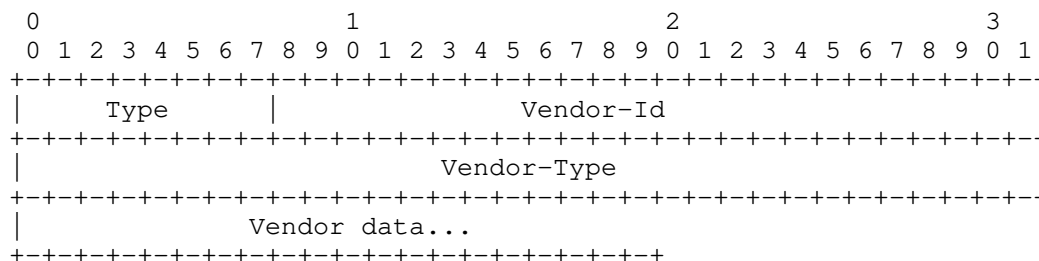 0                   1                   2                   3
 0 1 2 3 4 5 6 7 8 9 0 1 2 3 4 5 6 7 8 9 0 1 2 3 4 5 6 7 8 9 0 1
+-+-+-+-+-+-+-+-+-+-+-+-+-+-+-+-+-+-+-+-+-+-+-+-+-+-+-+-+-+-+-+-
|     Type      |               Vendor-Id
+-+-+-+-+-+-+-+-+-+-+-+-+-+-+-+-+-+-+-+-+-+-+-+-+-+-+-+-+-+-+-+-
|                          Vendor-Type
+-+-+-+-+-+-+-+-+-+-+-+-+-+-+-+-+-+-+-+-+-+-+-+-+-+-+-+-+-+-+-+-
|              Vendor data...
+-+-+-+-+-+-+-+-+-+-+-+-+-+-+-+-+-+-+-+-+